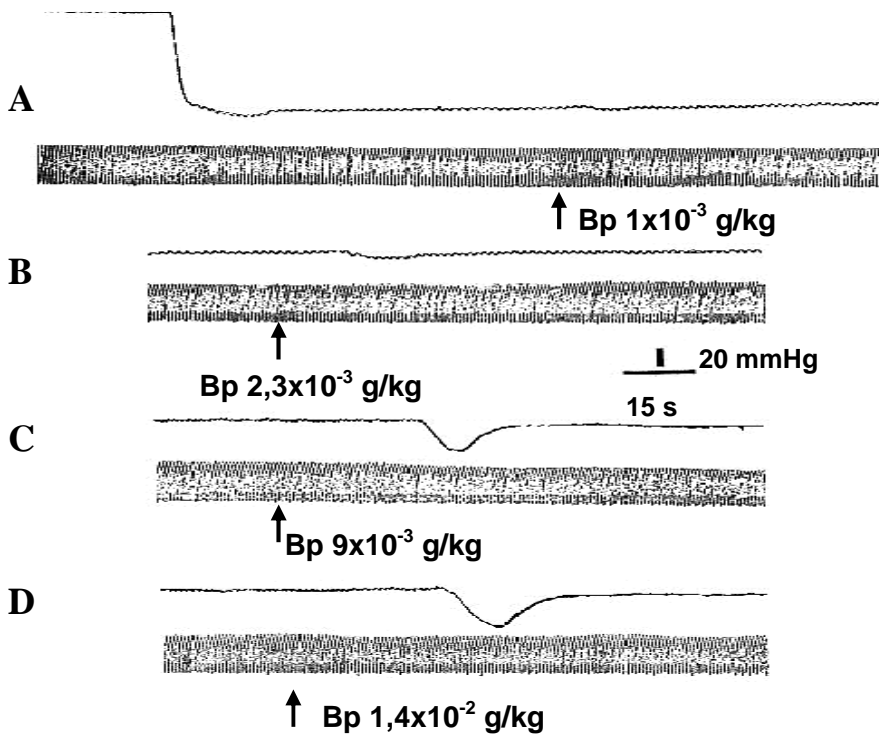 A
Bp 1x10⁻³ g/kg
B
Bp 2,3x10⁻³ g/kg
20 mmHg
15 s
C
Bp 9x10⁻³ g/kg
D
Bp 1,4x10⁻² g/kg